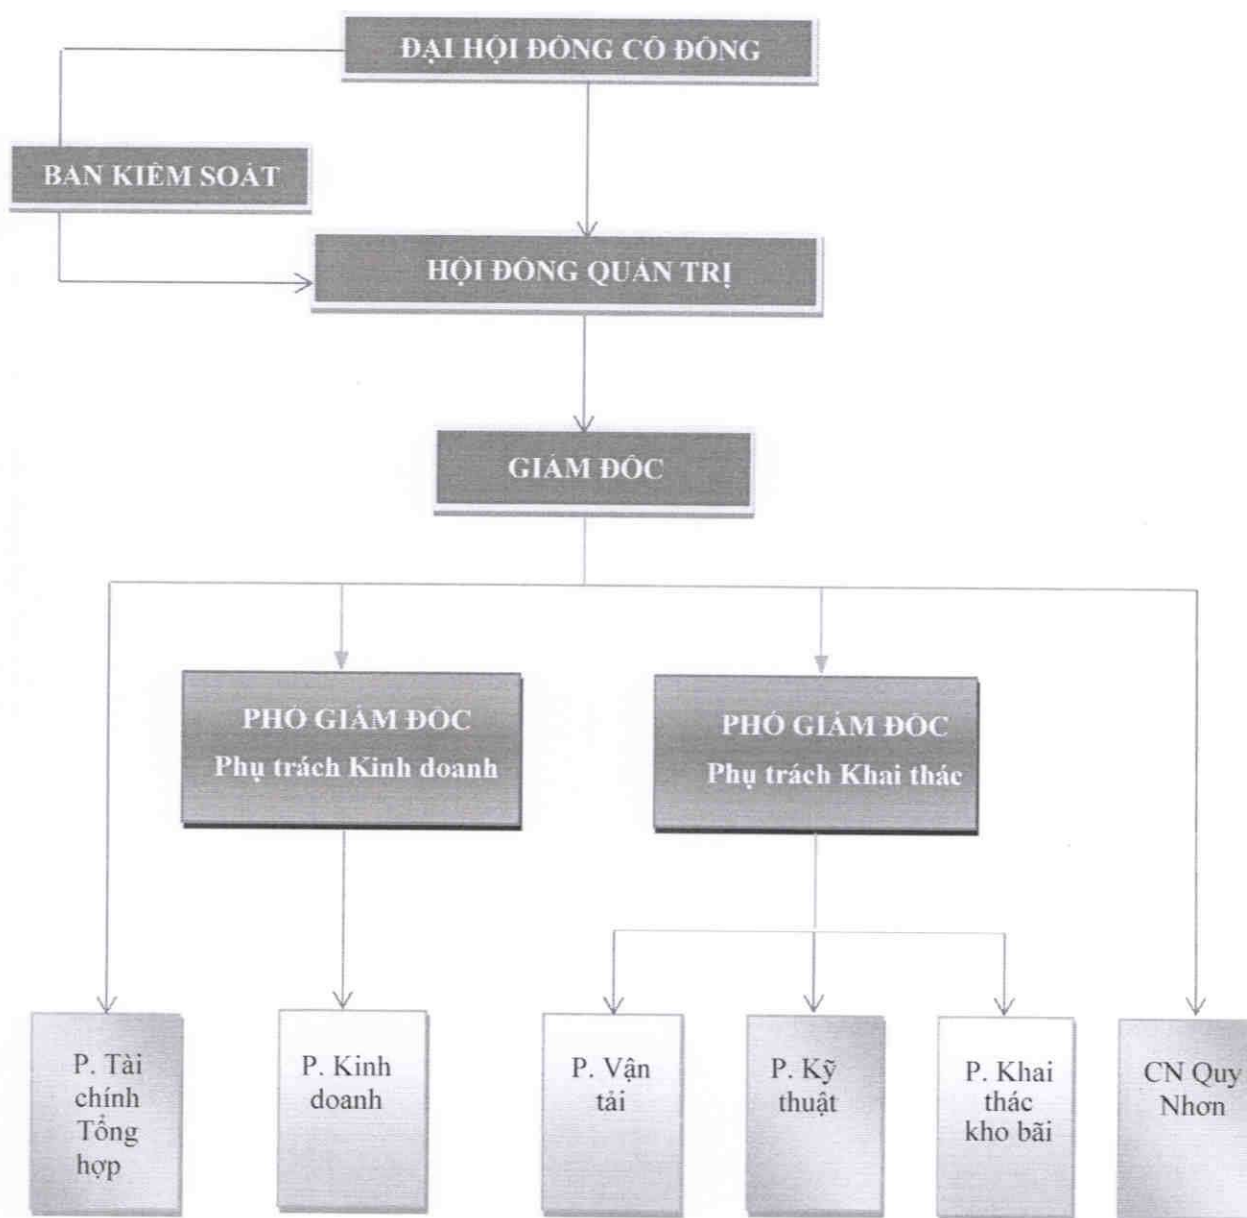 ĐẠI HỘI ĐỒNG CỔ ĐÔNG
BAN KIỂM SOÁT
HỘI ĐỒNG QUẢN TRỊ
GIÁM ĐỐC
PHÓ GIÁM ĐỐC
Phụ trách Kinh doanh
PHÓ GIÁM ĐỐC
Phụ trách Khai thác
P. Tài
chính
Tổng
hợp
P. Kinh
doanh
P. Vận
tải
P. Kỹ
thuật
P. Khai
thác
kho bãi
CN Quy
Nhơn